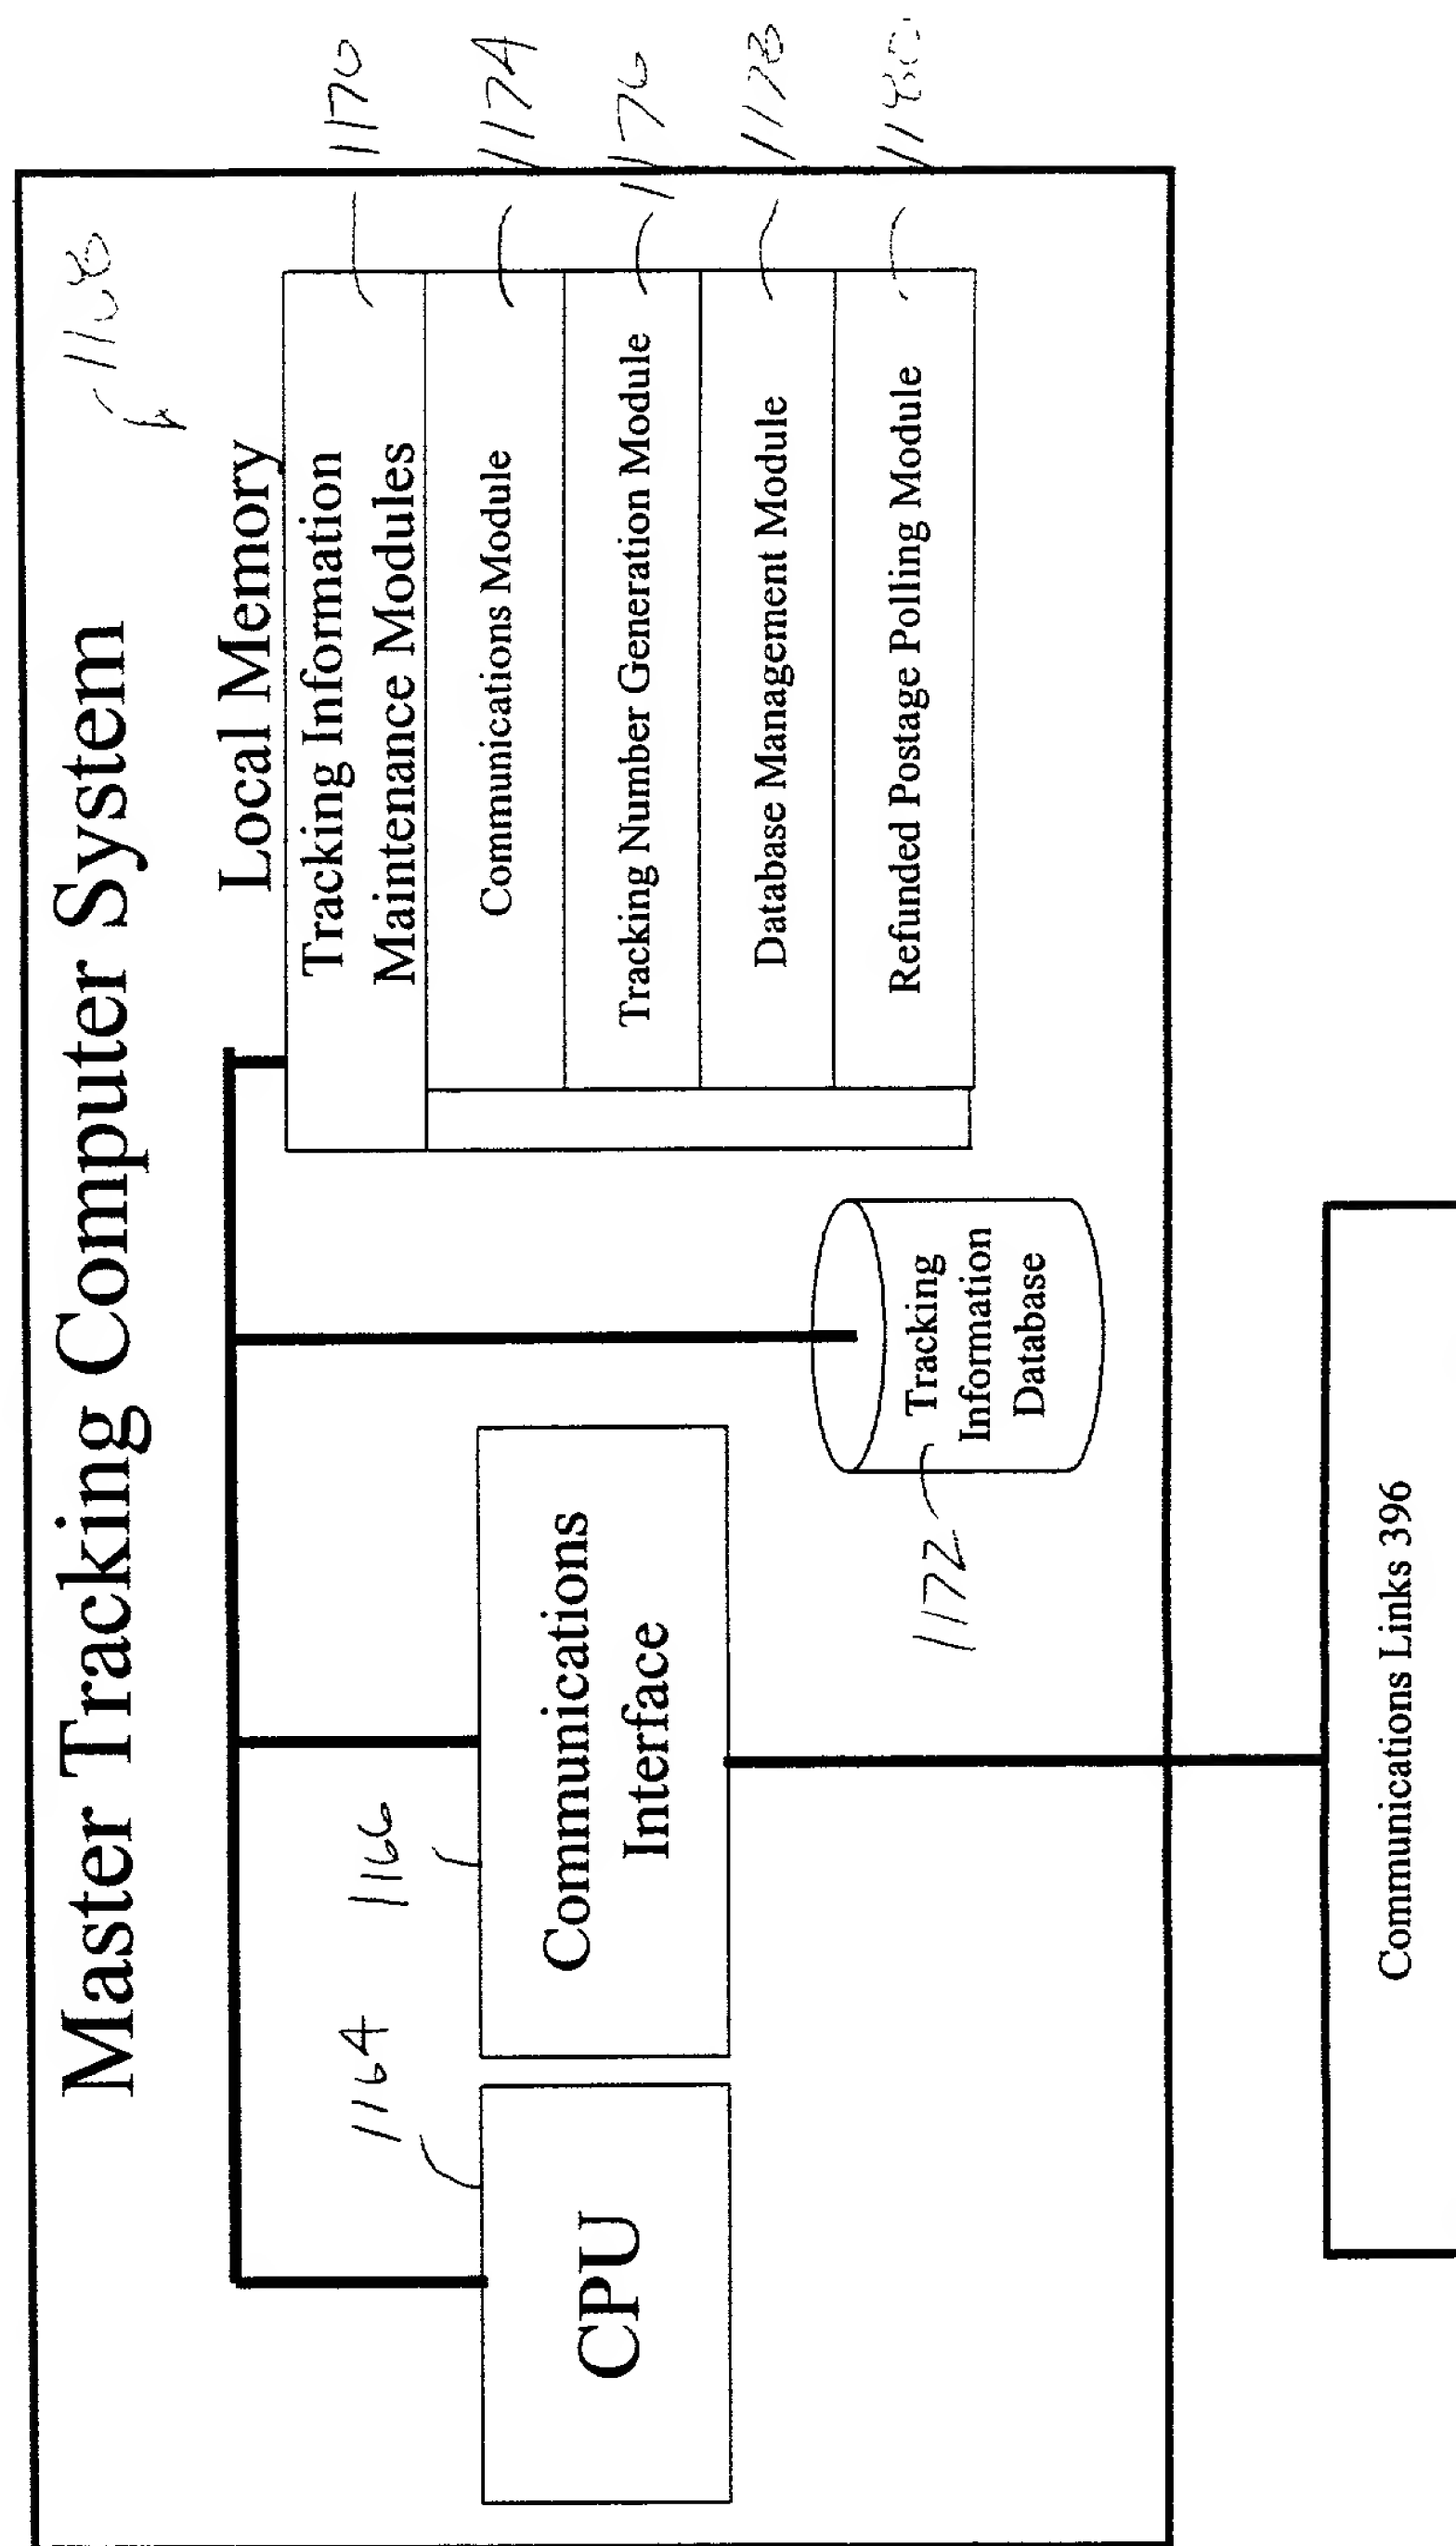 Master Tracking Computer System
1168
Local Memory
1164
1166
CPU
Communications
Interface
Tracking Information
Maintenance Modules
1170
Communications Module
1174
Tracking Number Generation Module
1176
Database Management Module
1178
Refunded Postage Polling Module
1180
1172
Tracking
Information
Database
Communications Links 396